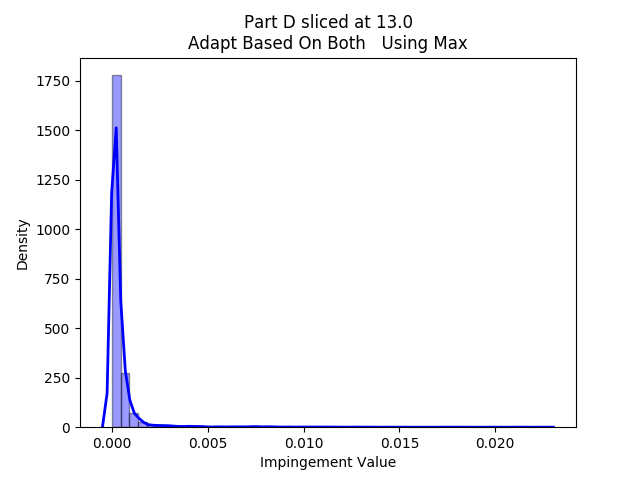 Part D sliced at 13.0
Adapt Based On Both   Using Max
Density
1750
1500
1250
1000
750
500
250
0
0.000 0.005 0.010 0.015 0.020
Impingement Value